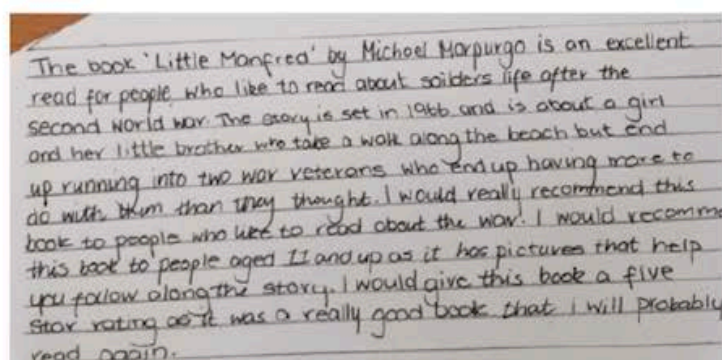 The book 'Little Manfred' by Michael Morpurgo is an excellent
read for people who like to read about soilders life after the
second world war. The story is set in 1966 and is about a girl
and her little brother who take a walk along the beach but end
up running into two war veterans who end up having more to
do with them than they thought. I would really recommend this
book to people who like to read about the war. I would recomm
this book to people aged 11 and up as it has pictures that help
you follow along the story. I would give this book a five
star rating as it was a really good book that I will probably
read again.